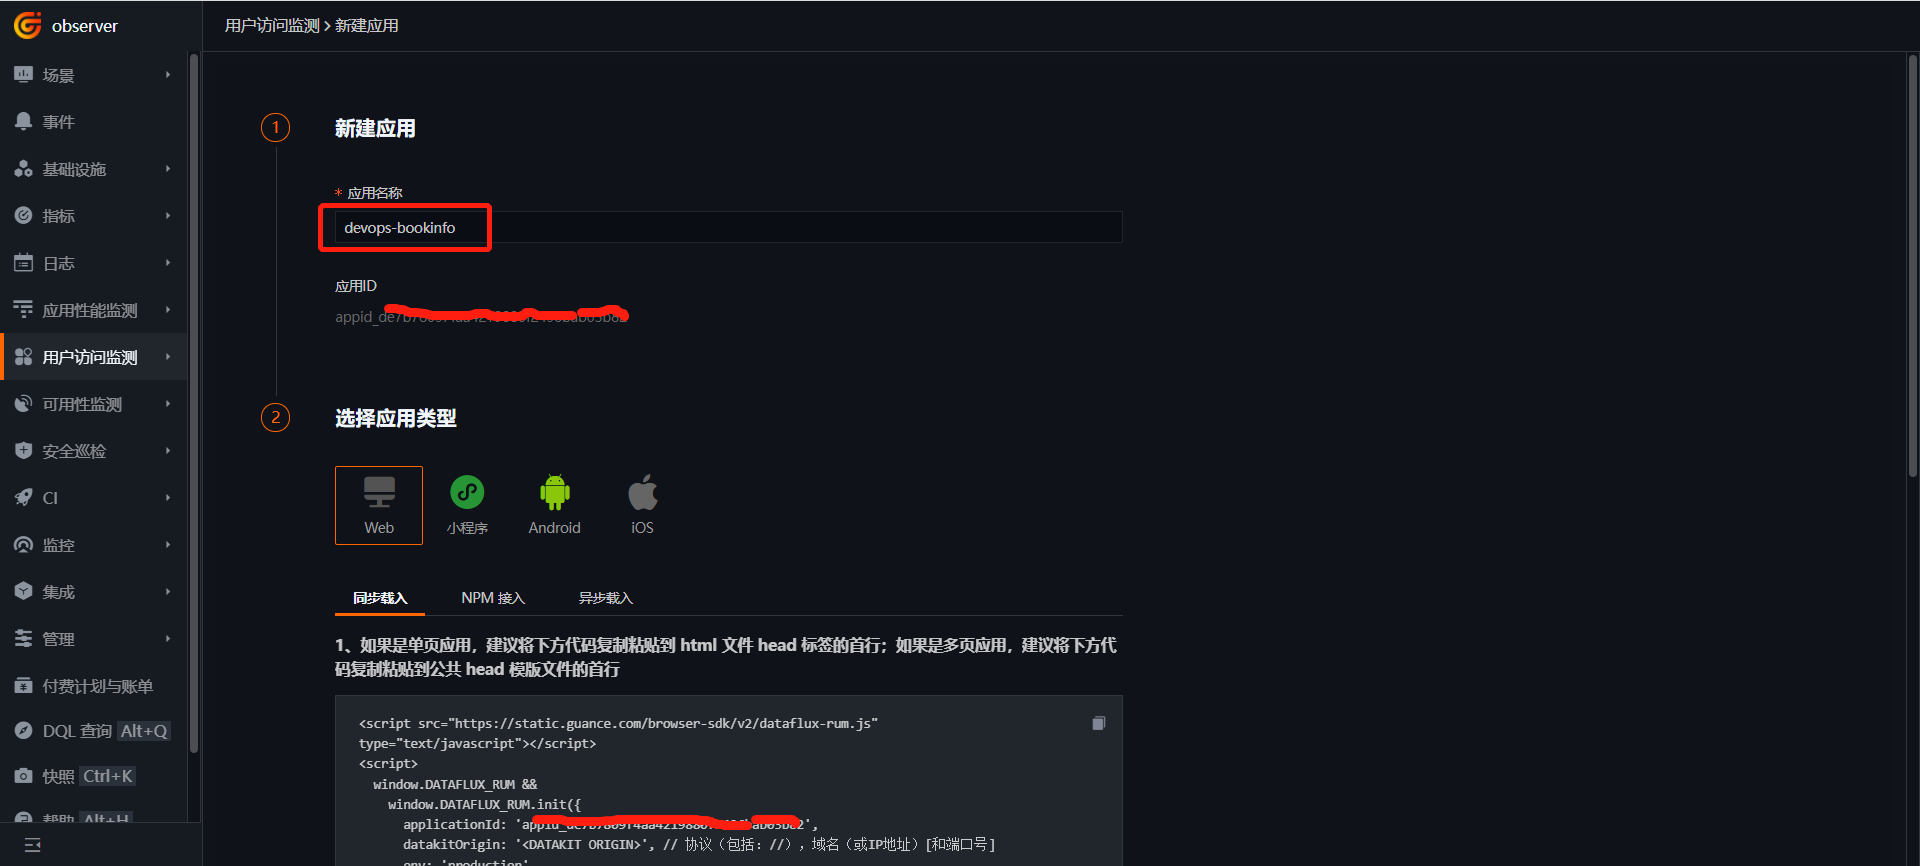 observer
用户访问监测 > 新建应用
场景
事件
基础设施
指标
日志
应用性能监测
用户访问监测
可用性监测
安全巡检
CI
监控
集成
管理
付费计划与账单
DQL 查询 Alt+Q
快照 Ctrl+K
帮助 Alt+H
1
新建应用
* 应用名称
devops-bookinfo
应用ID
2
选择应用类型
Web
小程序
Android
iOS
同步载入
NPM 接入
异步载入
1、如果是单页应用，建议将下方代码复制粘贴到 html 文件 head 标签的首行；如果是多页应用，建议将下方代
码复制粘贴到公共 head 模版文件的首行
<script src="https://static.guance.com/browser-sdk/v2/dataflux-rum.js"
type="text/javascript"></script>
<script>
window.DATAFLUX_RUM &&
window.DATAFLUX_RUM.init({
applicationId:
datakitOrigin: '<DATAKIT ORIGIN>', // 协议（包括：//），域名（或IP地址）[和端口号]
env: 'production'